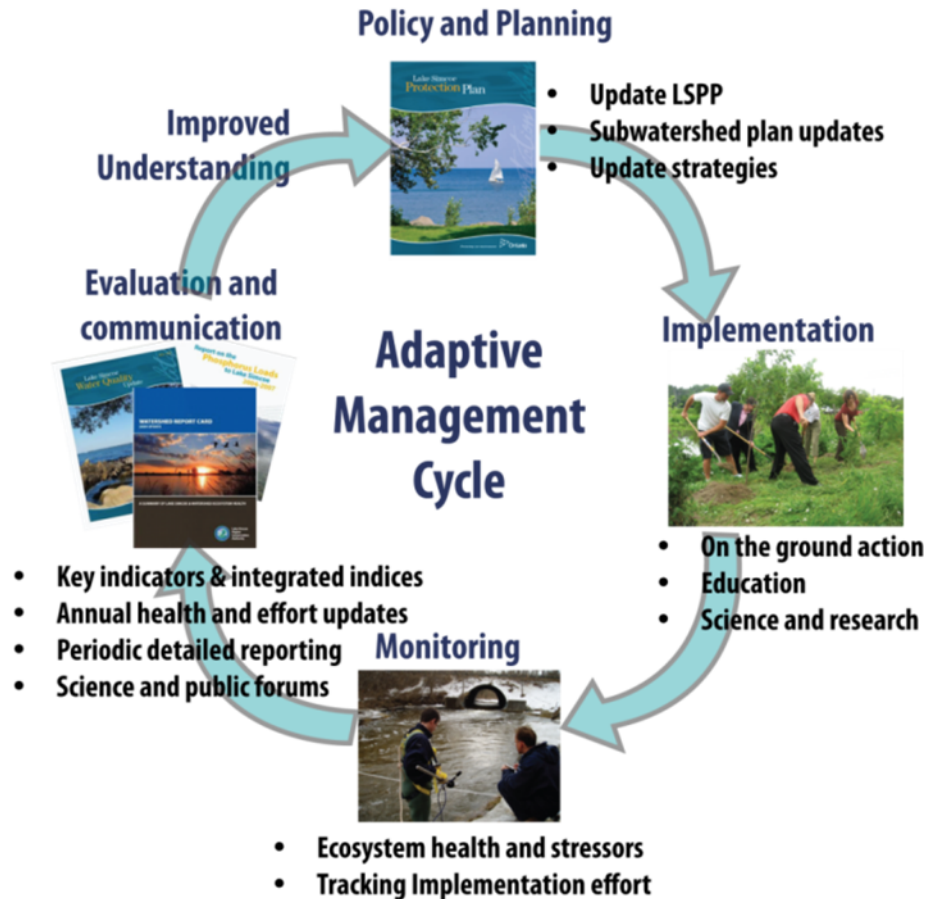 Policy and Planning
Lake Simcoe
Protection Plan
Ontario
• Update LSPP
• Subwatershed plan updates
• Update strategies
Improved
Understanding
Evaluation and
communication
Lake Simcoe
Water Quality
Update
Report on the
Phosphorus Loads
to Lake Simcoe
WATERSHED REPORT CARD
Adaptive
Management
Cycle
Implementation
• On the ground action
• Education
• Science and research
• Key indicators & integrated indices
• Annual health and effort updates
• Periodic detailed reporting
• Science and public forums
Monitoring
• Ecosystem health and stressors
• Tracking Implementation effort